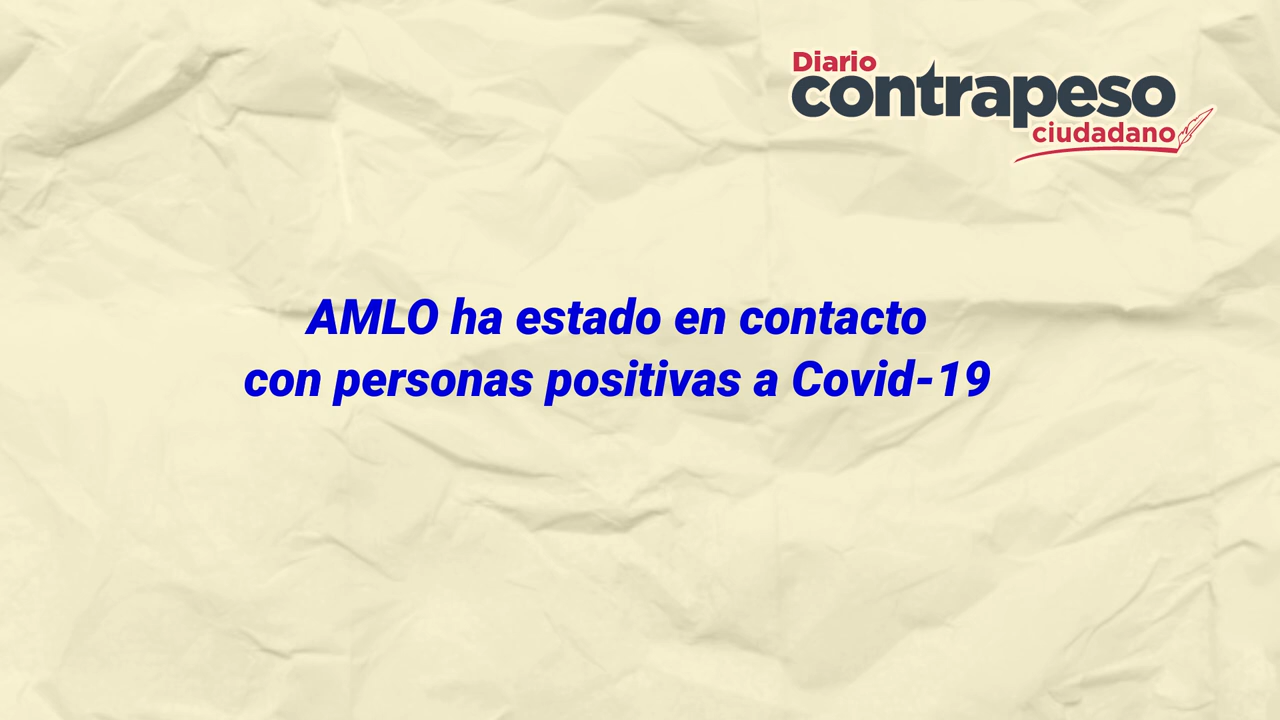 Diario
contrapeso
ciudadano
AMLO ha estado en contacto
con personas positivas a Covid-19